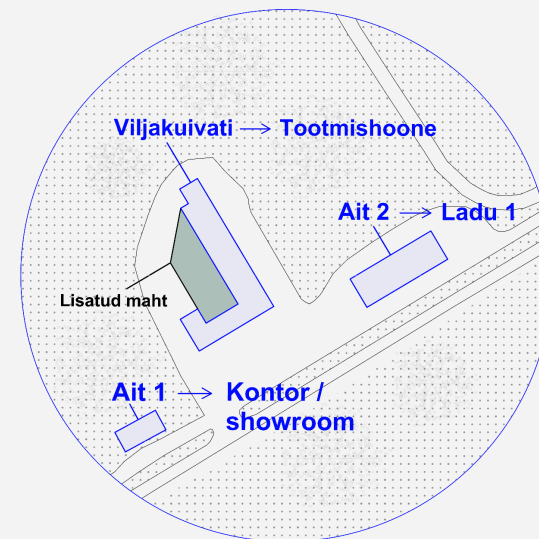 Viljakuivati → Tootmishoone
Ait 2 → Ladu 1
Lisatud maht
Ait 1 → Kontor /
showroom